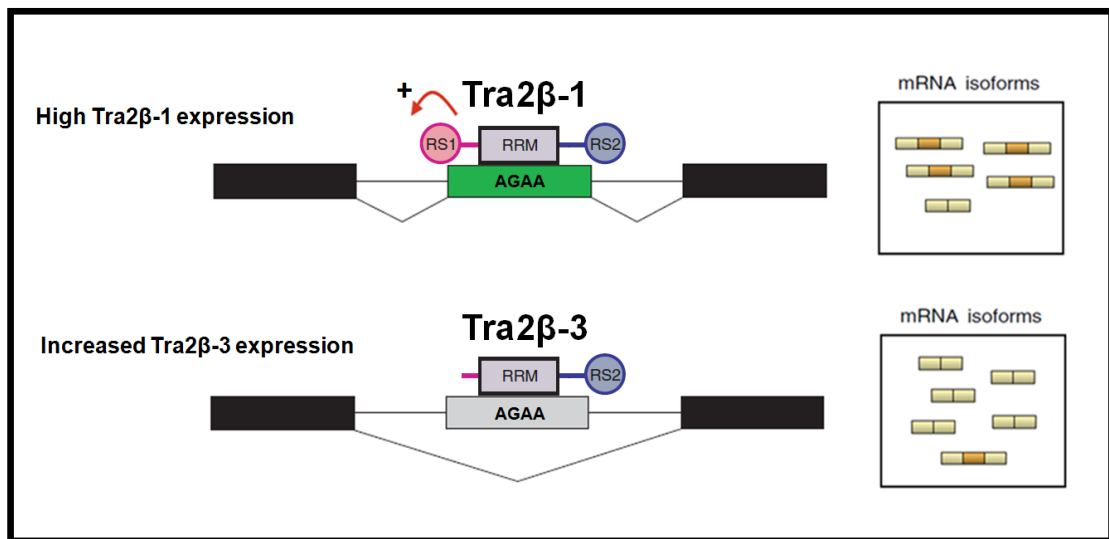 Tra2β-1
mRNA isoforms
+
High Tra2β-1 expression
RS1
RRM
RS2
AGAA
Tra2β-3
mRNA isoforms
Increased Tra2β-3 expression
RRM
RS2
AGAA